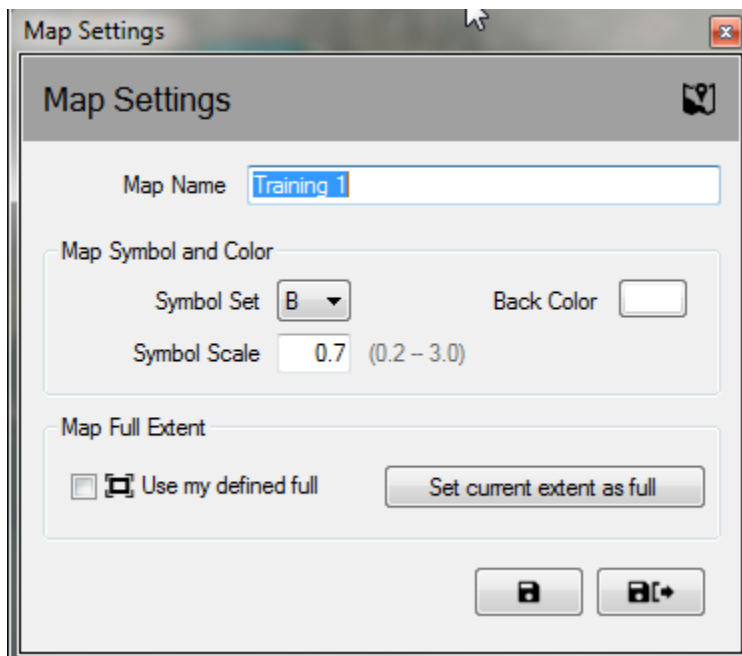 Map Settings
Map Settings
Map Name Training 1
Map Symbol and Color
Symbol Set B Back Color
Symbol Scale 0.7 (0.2 – 3.0)
Map Full Extent
Use my defined full Set current extent as full